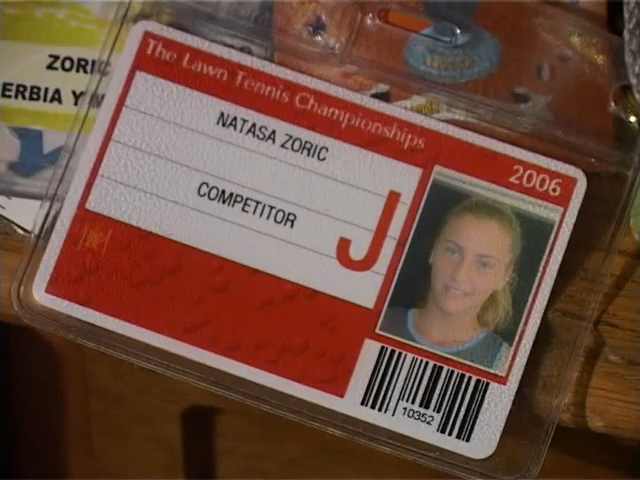 ZORIC
ERBIA Y
The Lawn Tennis Championships
2006
NATASA ZORIC
COMPETITOR
J
10352